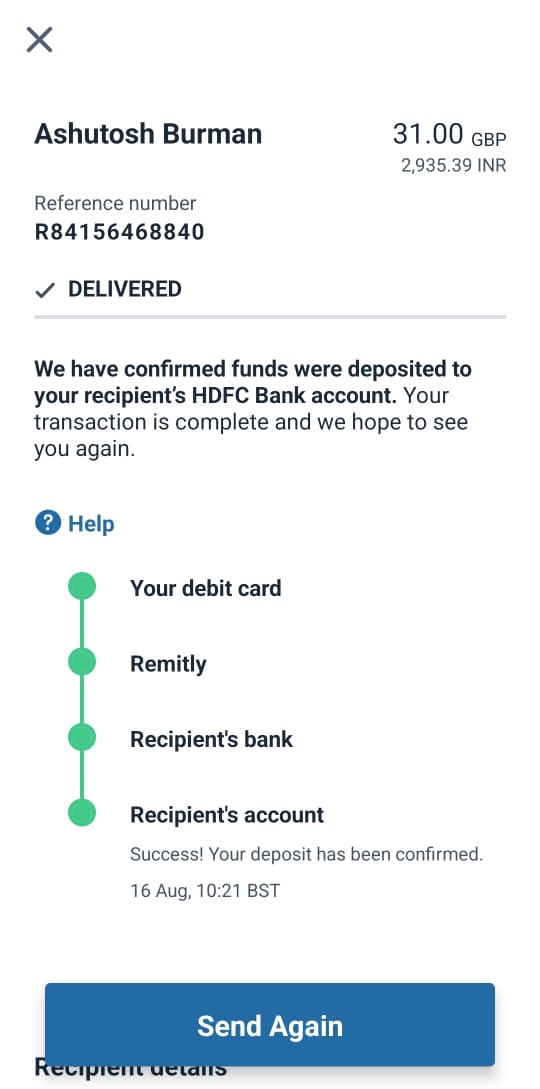 Ashutosh Burman
31.00 GBP
2,935.39 INR
Reference number
R84156468840
DELIVERED
We have confirmed funds were deposited to
your recipient’s HDFC Bank account. Your
transaction is complete and we hope to see
you again.
? Help
Your debit card
Remitly
Recipient's bank
Recipient's account
Success! Your deposit has been confirmed.
16 Aug, 10:21 BST
Send Again
Recipient details